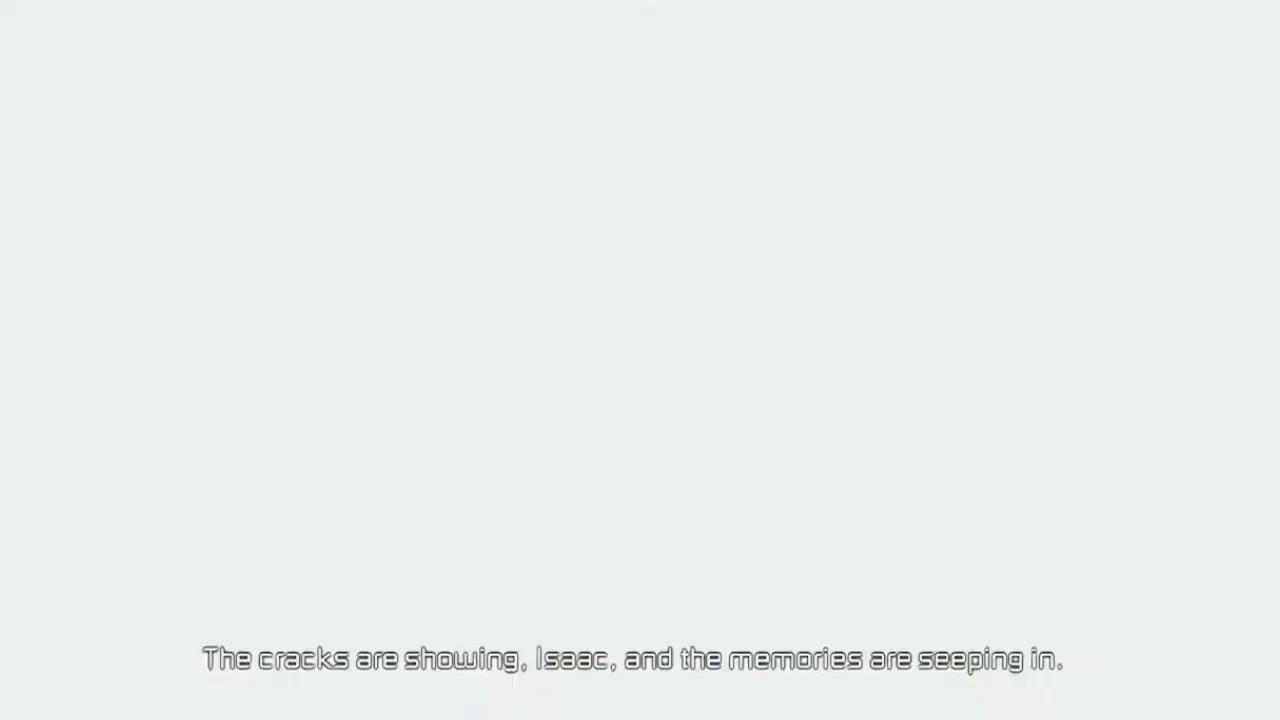 The cracks are showing, Isaac, and the memories are seeping in.